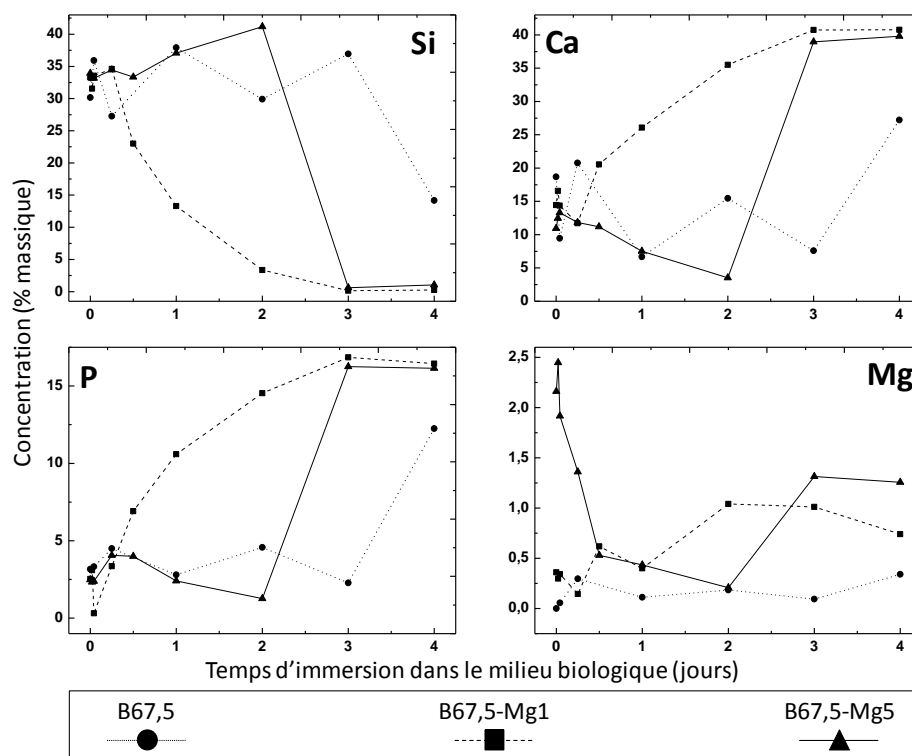 Si
Ca
40
35
30
25
20
15
10
5
0
0 1 2 3 4
40
35
30
25
20
15
10
5
0
0 1 2 3 4
P
Mg
15
10
5
0
0 1 2 3 4
2,5
2,0
1,5
1,0
0,5
0,0
0 1 2 3 4
Concentration (% massique)
Temps d’immersion dans le milieu biologique (jours)
B67,5 B67,5-Mg1 B67,5-Mg5